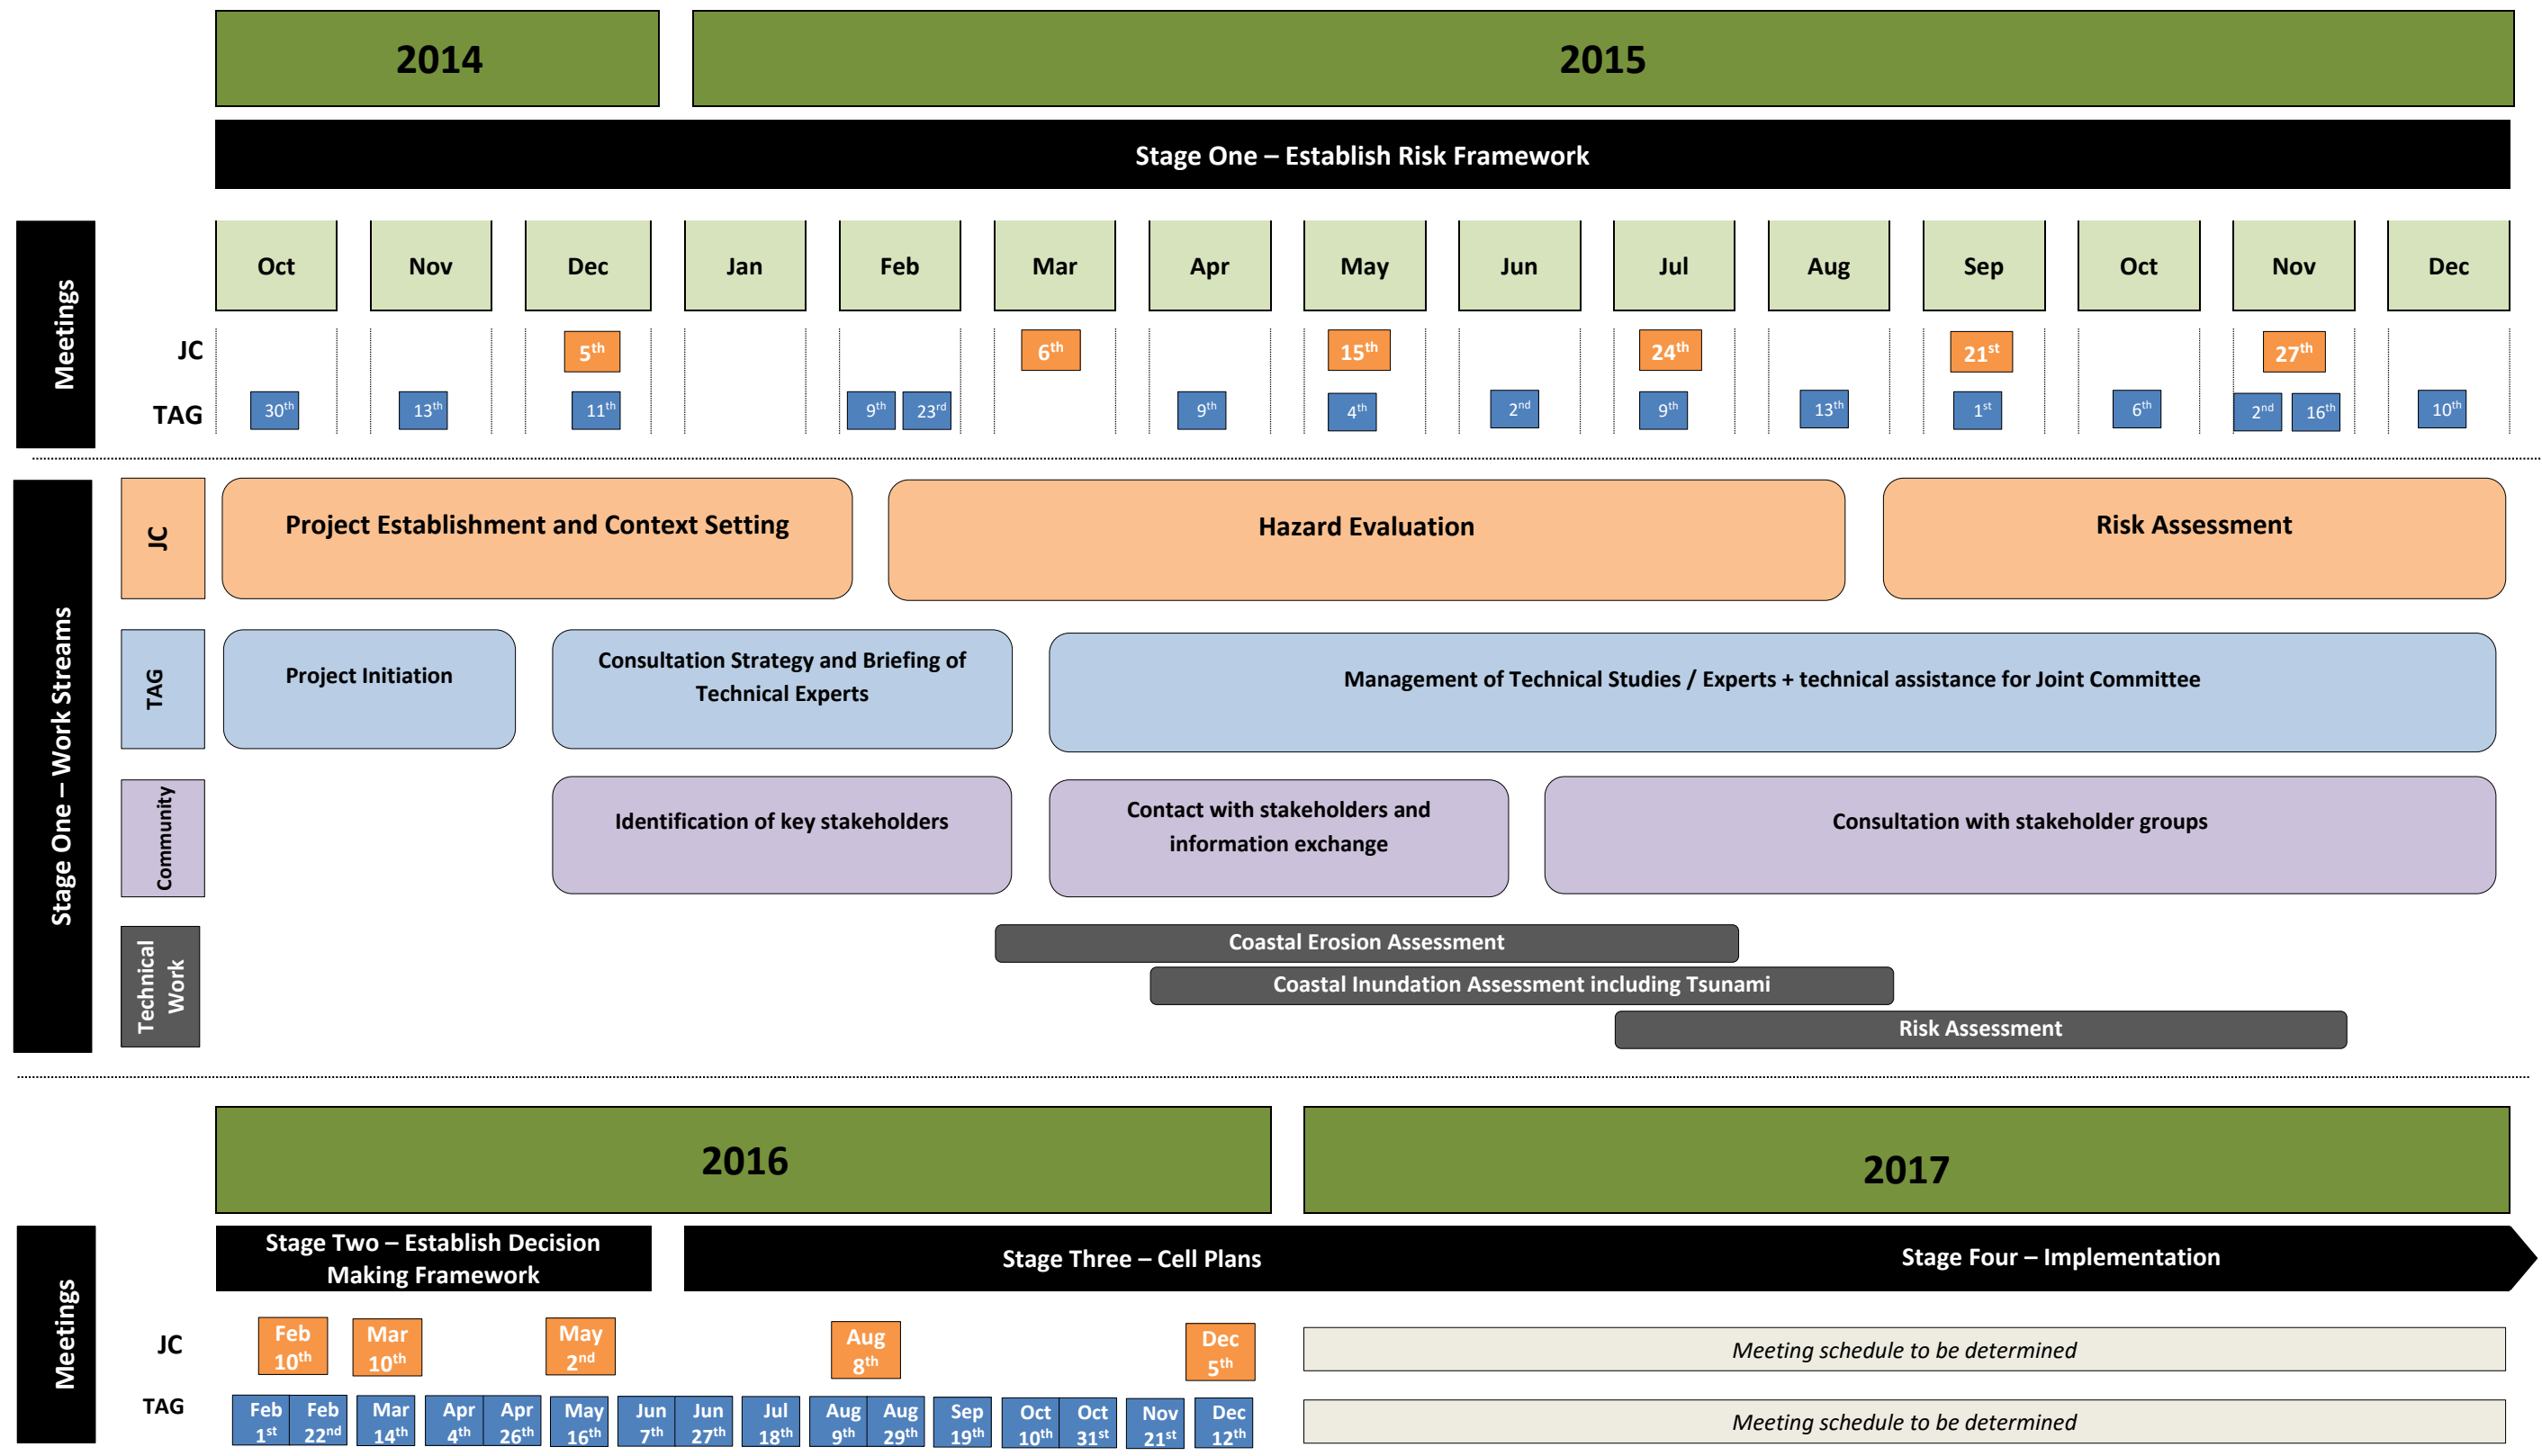 2014
2015
Stage One – Establish Risk Framework
Meetings
Oct
Nov
Dec
Jan
Feb
Mar
Apr
May
Jun
Jul
Aug
Sep
Oct
Nov
Dec
JC
5th
6th
15th
24th
21st
27th
TAG
30th
13th
11th
9th
23rd
9th
4th
2nd
9th
13th
1st
6th
2nd
16th
10th
Stage One – Work Streams
JC
Project Establishment and Context Setting
Hazard Evaluation
Risk Assessment
TAG
Project Initiation
Consultation Strategy and Briefing of
Technical Experts
Management of Technical Studies / Experts + technical assistance for Joint Committee
Community
Identification of key stakeholders
Contact with stakeholders and
information exchange
Consultation with stakeholder groups
Technical
Work
Coastal Erosion Assessment
Coastal Inundation Assessment including Tsunami
Risk Assessment
2016
2017
Meetings
Stage Two – Establish Decision
Making Framework
Stage Three – Cell Plans
Stage Four – Implementation
JC
Feb
10th
Mar
10th
May
2nd
Aug
8th
Dec
5th
Meeting schedule to be determined
TAG
Feb
1st
Feb
22nd
Mar
14th
Apr
4th
Apr
26th
May
16th
Jun
7th
Jun
27th
Jul
18th
Aug
9th
Aug
29th
Sep
19th
Oct
10th
Oct
31st
Nov
21st
Dec
12th
Meeting schedule to be determined